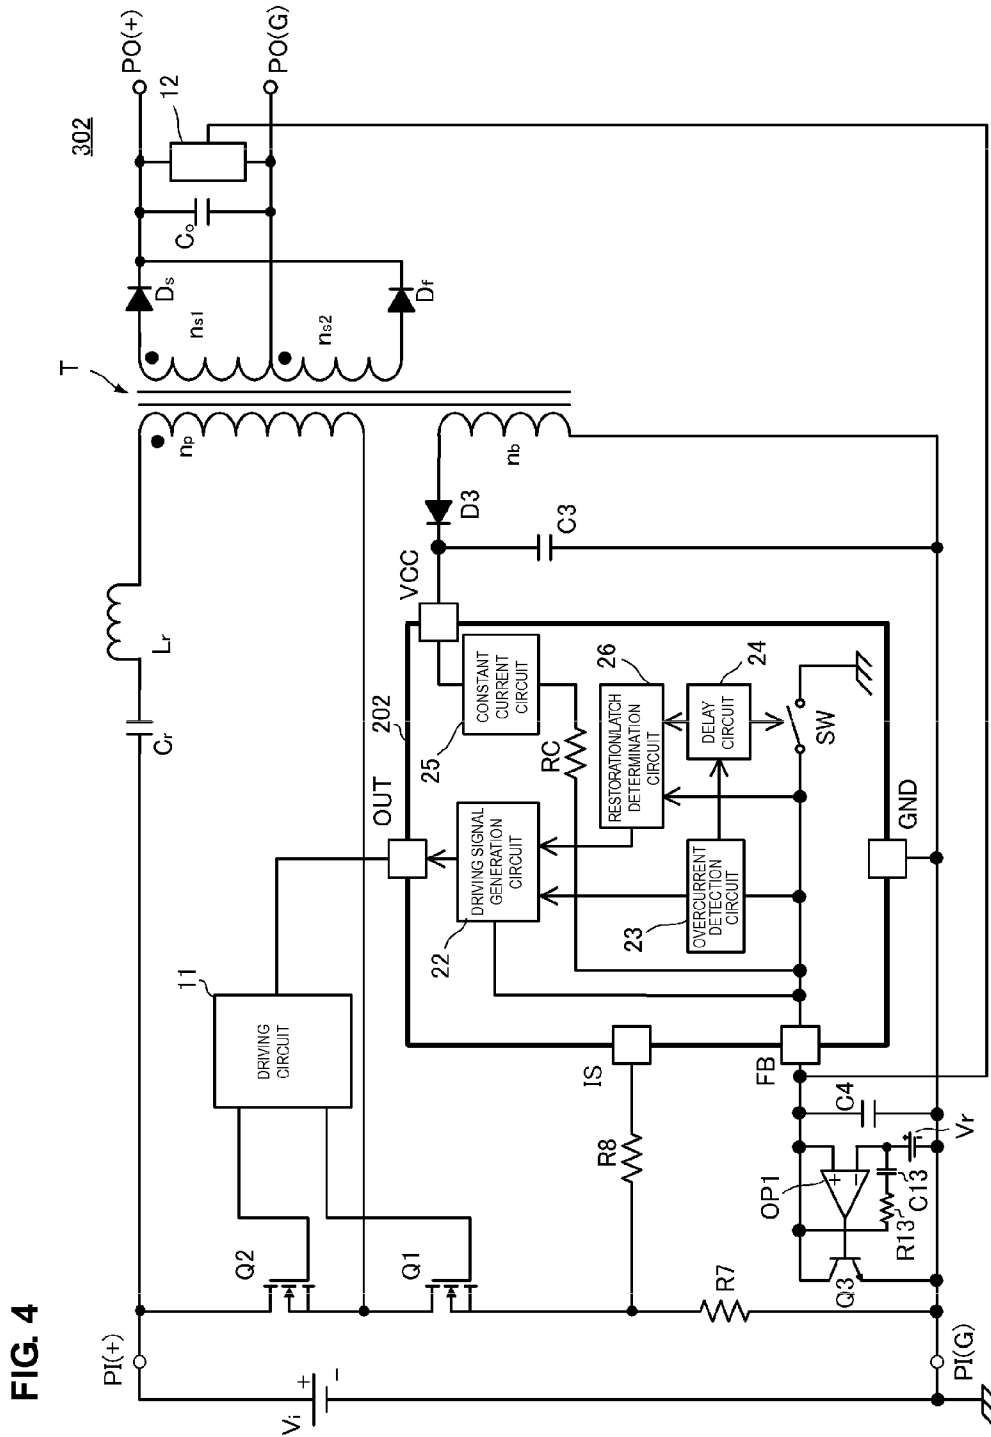 FIG. 4
302
PI(+)
PO(+)
12
PO(G)
Cr
Lr
T
np
ns1
Ds
Co
ns2
Df
nb
Vi
+
-
Q2
Q1
11
DRIVING
CIRCUIT
OUT
202
VCC
D3
C3
25
CONSTANT
CURRENT
CIRCUIT
22
DRIVING SIGNAL
GENERATION
CIRCUIT
RC
26
RESTORATION/LATCH
DETERMINATION
CIRCUIT
23
OVERCURRENT
DETECTION
CIRCUIT
24
DELAY
CIRCUIT
SW
IS
R8
FB
GND
R7
OP1
+
-
C4
Q3
R13
C13
+
Vr
PI(G)